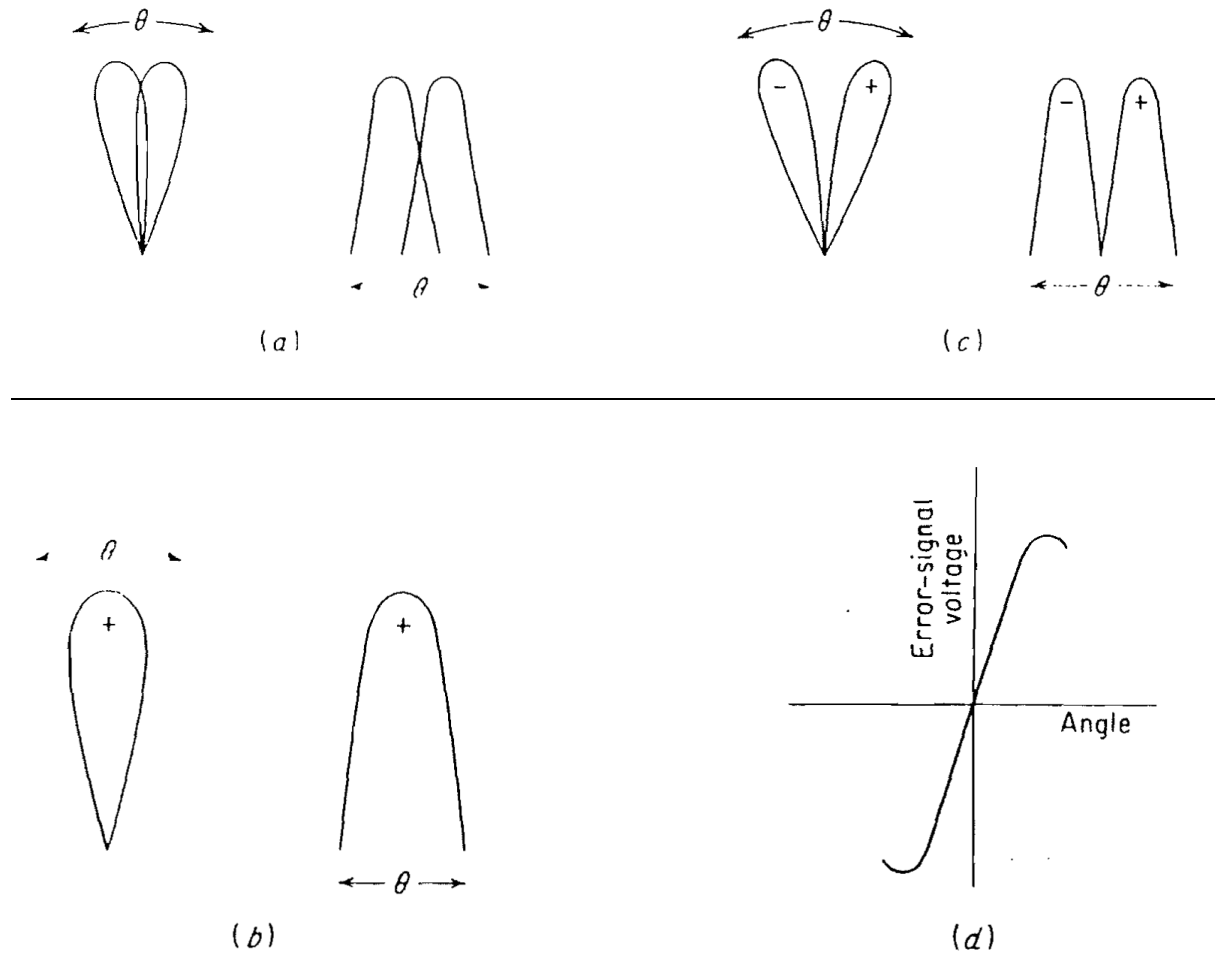 θ
θ
- +
- +
θ
θ
(a)
(c)
θ
+
+
θ
(b)
Error-signal
voltage
Angle
(d)